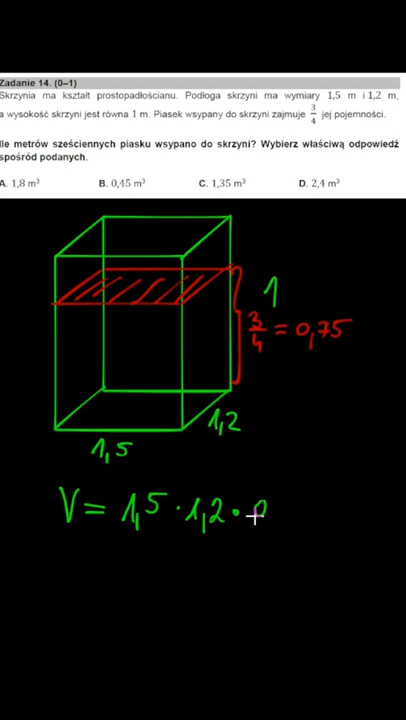 Zadanie 14. (0–1)
Skrzynia ma kształt prostopadłościanu. Podłoga skrzyni ma wymiary 1,5 m i 1,2 m,
a wysokość skrzyni jest równa 1 m. Piasek wsypany do skrzyni zajmuje 3/4 jej pojemności.
Ile metrów sześciennych piasku wsypano do skrzyni? Wybierz właściwą odpowiedź
spośród podanych.
A. 1,8 m³ B. 0,45 m³ C. 1,35 m³ D. 2,4 m³
1
3/4 = 0,75
1,2
1,5
V = 1,5 · 1,2 ·